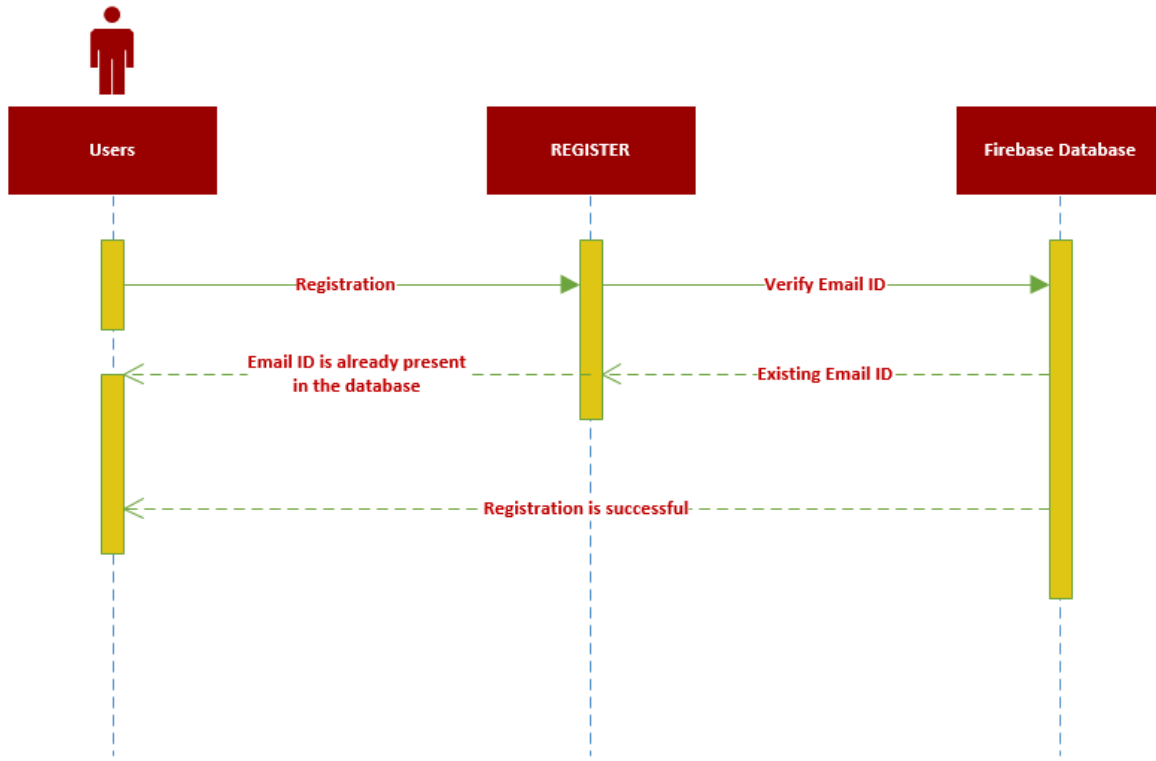 Users
REGISTER
Firebase Database
Registration
Verify Email ID
Email ID is already present
in the database
Existing Email ID
Registration is successful